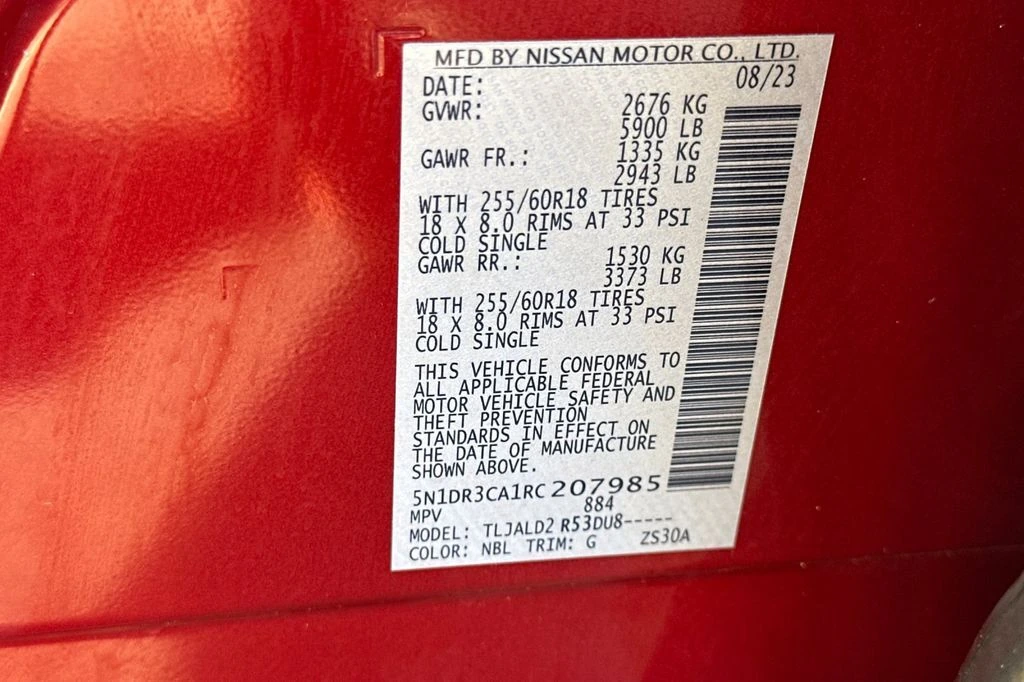 MFD BY NISSAN MOTOR CO., LTD.
DATE: 08/23
GVWR: 2676 KG
5900 LB
GAWR FR.: 1335 KG
2943 LB
WITH 255/60R18 TIRES
18 X 8.0 RIMS AT 33 PSI
COLD SINGLE
GAWR RR.: 1530 KG
3373 LB
WITH 255/60R18 TIRES
18 X 8.0 RIMS AT 33 PSI
COLD SINGLE
THIS VEHICLE CONFORMS TO
ALL APPLICABLE FEDERAL
MOTOR VEHICLE SAFETY AND
THEFT PREVENTION
STANDARDS IN EFFECT ON
THE DATE OF MANUFACTURE
SHOWN ABOVE.
5N1DR3CA1RC207985
MPV 884
MODEL: TLJALD2 R53DU8-----
COLOR: NBL TRIM: G ZS30A